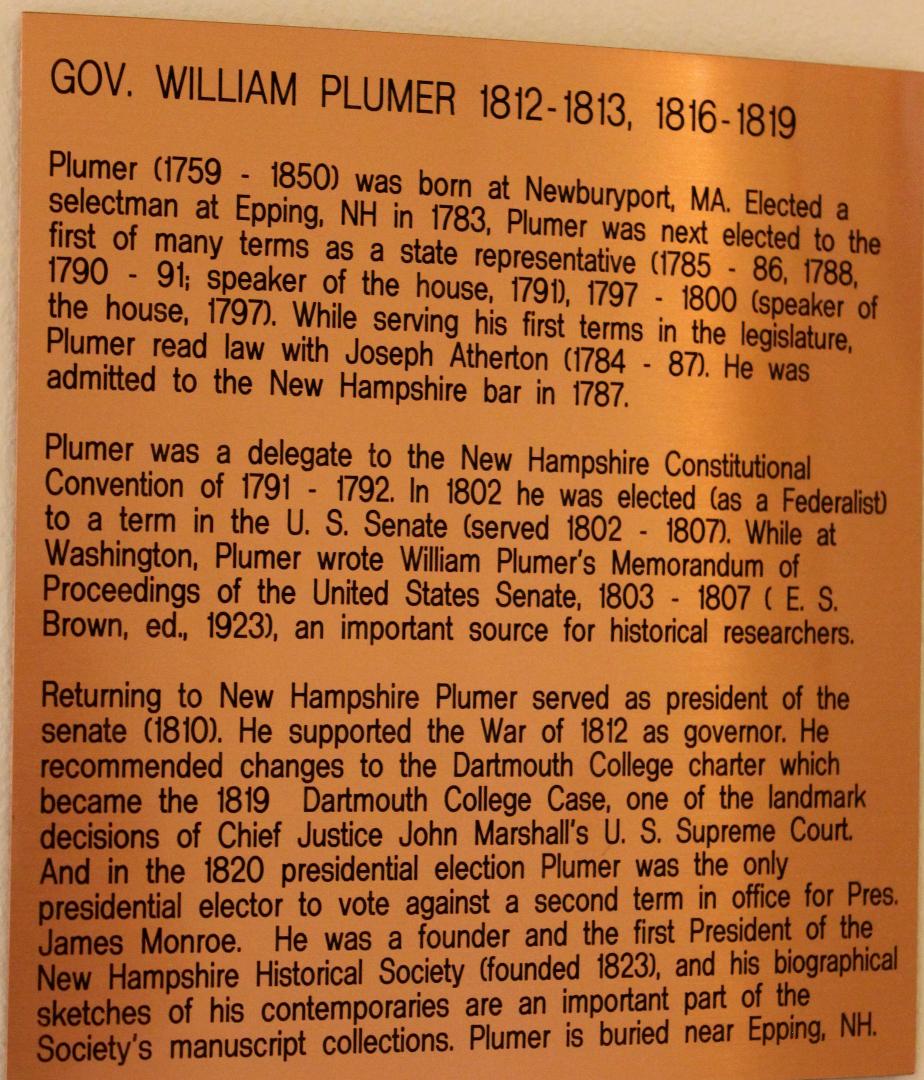 GOV. WILLIAM PLUMER 1812-1813, 1816-1819
Plumer (1759 - 1850) was born at Newburyport, MA. Elected a
selectman at Epping, NH in 1783, Plumer was next elected to the
first of many terms as a state representative (1785 - 86, 1788,
1790 - 91; speaker of the house, 1791), 1797 - 1800 (speaker of
the house, 1797). While serving his first terms in the legislature,
Plumer read law with Joseph Atherton (1784 - 87). He was
admitted to the New Hampshire bar in 1787.
Plumer was a delegate to the New Hampshire Constitutional
Convention of 1791 - 1792. In 1802 he was elected (as a Federalist)
to a term in the U. S. Senate (served 1802 - 1807). While at
Washington, Plumer wrote William Plumer's Memorandum of
Proceedings of the United States Senate, 1803 - 1807 ( E. S.
Brown, ed., 1923), an important source for historical researchers.
Returning to New Hampshire Plumer served as president of the
senate (1810). He supported the War of 1812 as governor. He
recommended changes to the Dartmouth College charter which
became the 1819 Dartmouth College Case, one of the landmark
decisions of Chief Justice John Marshall's U. S. Supreme Court.
And in the 1820 presidential election Plumer was the only
presidential elector to vote against a second term in office for Pres.
James Monroe. He was a founder and the first President of the
New Hampshire Historical Society (founded 1823), and his biographical
sketches of his contemporaries are an important part of the
Society's manuscript collections. Plumer is buried near Epping, NH.